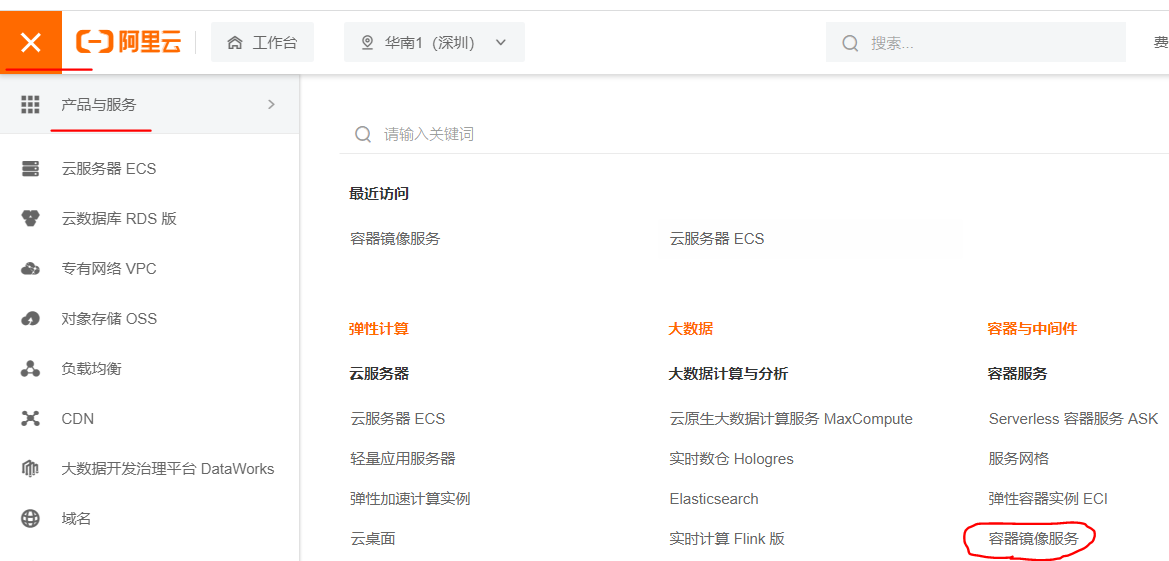 阿里云 工作台 华南1（深圳） 搜索... 费
产品与服务
请输入关键词
云服务器 ECS
最近访问
云数据库 RDS 版
容器镜像服务 云服务器 ECS
专有网络 VPC
对象存储 OSS
弹性计算 大数据 容器与中间件
负载均衡
云服务器 大数据计算与分析 容器服务
CDN
云服务器 ECS 云原生大数据计算服务 MaxCompute Serverless 容器服务 ASK
轻量应用服务器 实时数仓 Hologres 服务网格
大数据开发治理平台 DataWorks
弹性加速计算实例 Elasticsearch 弹性容器实例 ECI
域名
云桌面 实时计算 Flink 版 容器镜像服务